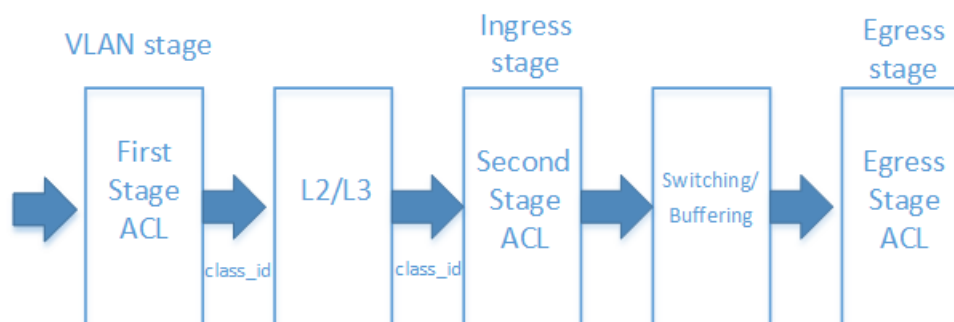 VLAN stage
Ingress
stage
Egress
stage
First
Stage
ACL
class_id
L2/L3
class_id
Second
Stage
ACL
Switching/
Buffering
Egress
Stage
ACL